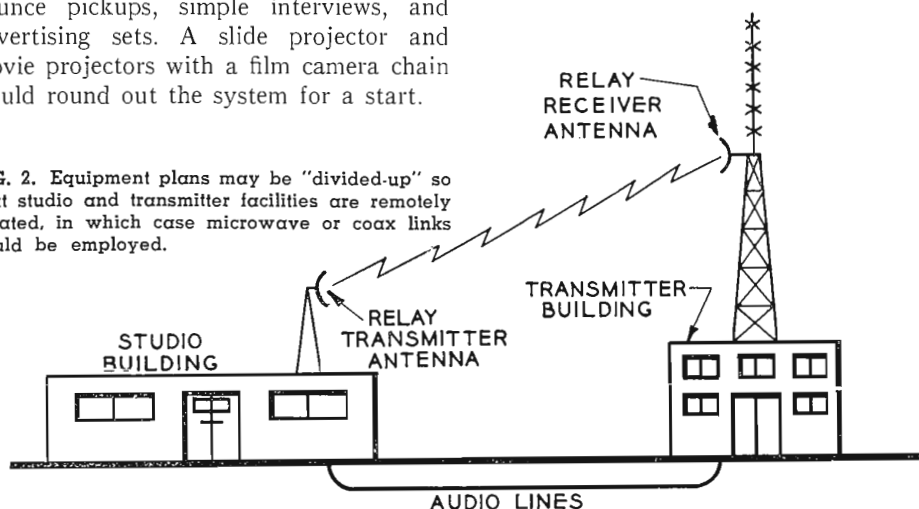 unce pickups, simple interviews, and
vertising sets. A slide projector and
ovie projectors with a film camera chain
ould round out the system for a start.
G. 2. Equipment plans may be "divided-up" so
t studio and transmitter facilities are remotely
ated, in which case microwave or coax links
uld be employed.
RELAY
RECEIVER
ANTENNA
TRANSMITTER
BUILDING
RELAY
TRANSMITTER
ANTENNA
STUDIO
BUILDING
AUDIO LINES